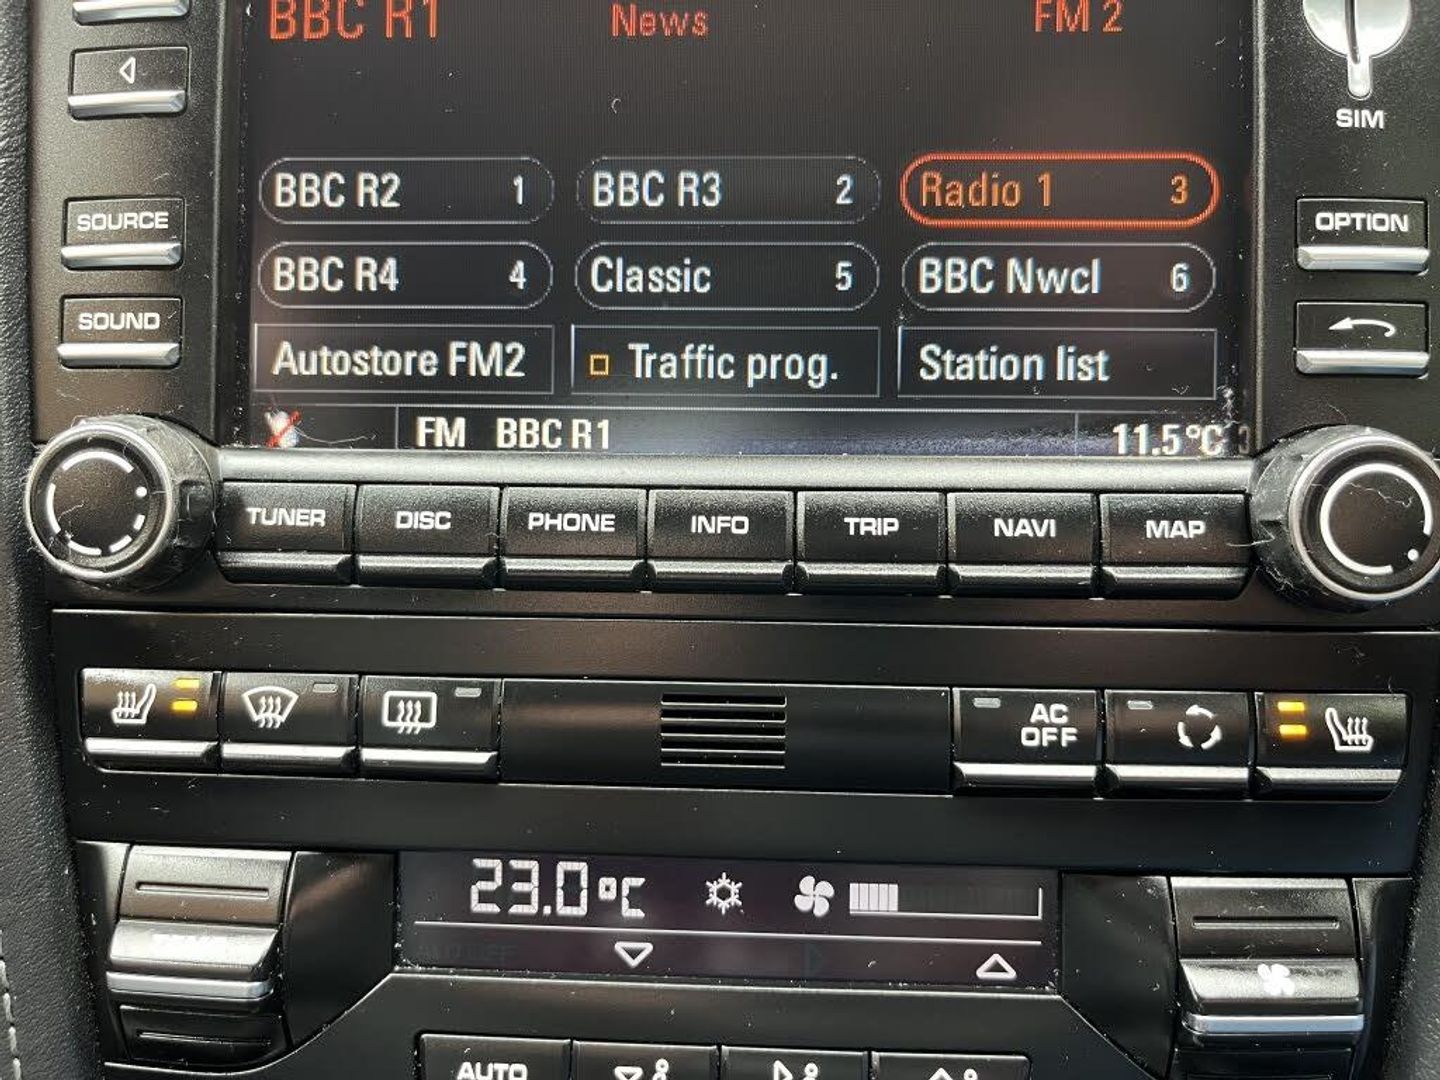 BBC R1 News FM 2
SIM
BBC R2 1 BBC R3 2 Radio 1 3
SOURCE
OPTION
BBC R4 4 Classic 5 BBC Nwcl 6
SOUND
Autostore FM2 Traffic prog. Station list
FM BBC R1 11.5°C
TUNER DISC PHONE INFO TRIP NAVI MAP
AC
OFF
23.0°C
AUTO